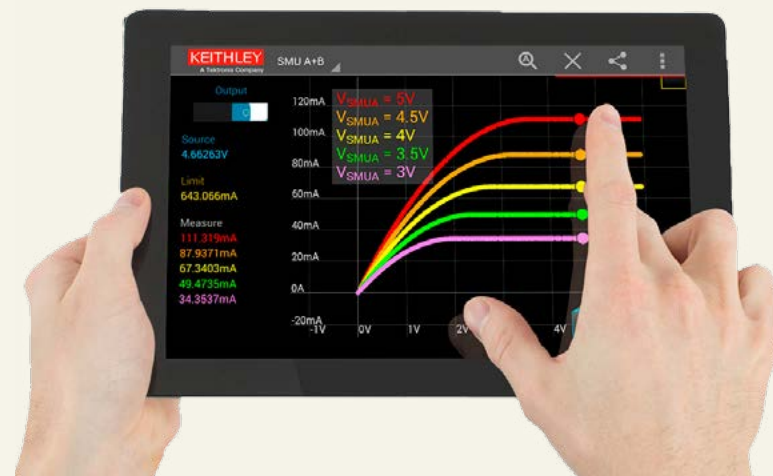 KEITHLEY
A Tektronix Company
SMU A+B
Output
Source
4.66263V
Limit
643.066mA
Measure
111.319mA
87.9371mA
67.3403mA
49.4735mA
34.3537mA
120mA
100mA
80mA
60mA
40mA
20mA
0A
-20mA
VSMUA = 5V
VSMUA = 4.5V
VSMUA = 4V
VSMUA = 3.5V
VSMUA = 3V
-1V 0V 1V 4V